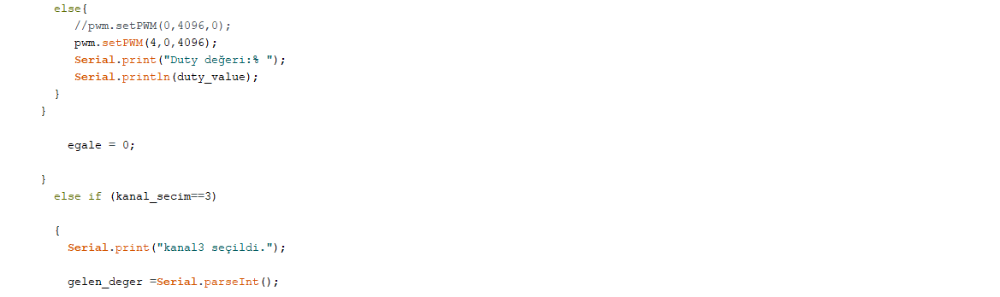 else{
//pwm.setPWM(0,4096,0);
pwm.setPWM(4,0,4096);
Serial.print("Duty değeri:% ");
Serial.println(duty_value);
}
}
egale = 0;
}
else if (kanal_secim==3)
{
Serial.print("kanal3 seçildi.");
gelen_deger =Serial.parseInt();